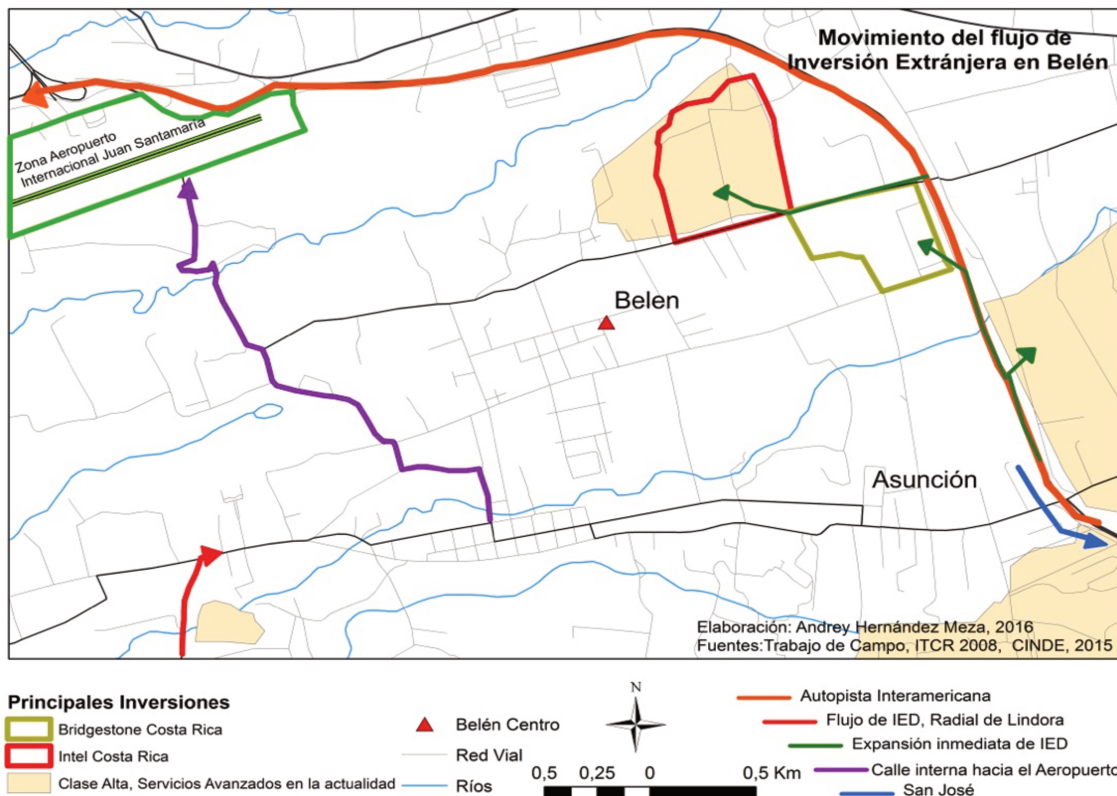 Movimiento del flujo de
Inversión Extránjera en Belén
Zona Aeropuerto
Internacional Juan Santamaría
Belen
Asunción
Elaboración: Andrey Hernández Meza, 2016
Fuentes:Trabajo de Campo, ITCR 2008, CINDE, 2015
Principales Inversiones
Bridgestone Costa Rica
Intel Costa Rica
Clase Alta, Servicios Avanzados en la actualidad
Belén Centro
Red Vial
Ríos
N
0,5 0,25 0 0,5 Km
Autopista Interamericana
Flujo de IED, Radial de Lindora
Expansión inmediata de IED
Calle interna hacia el Aeropuerto
San José